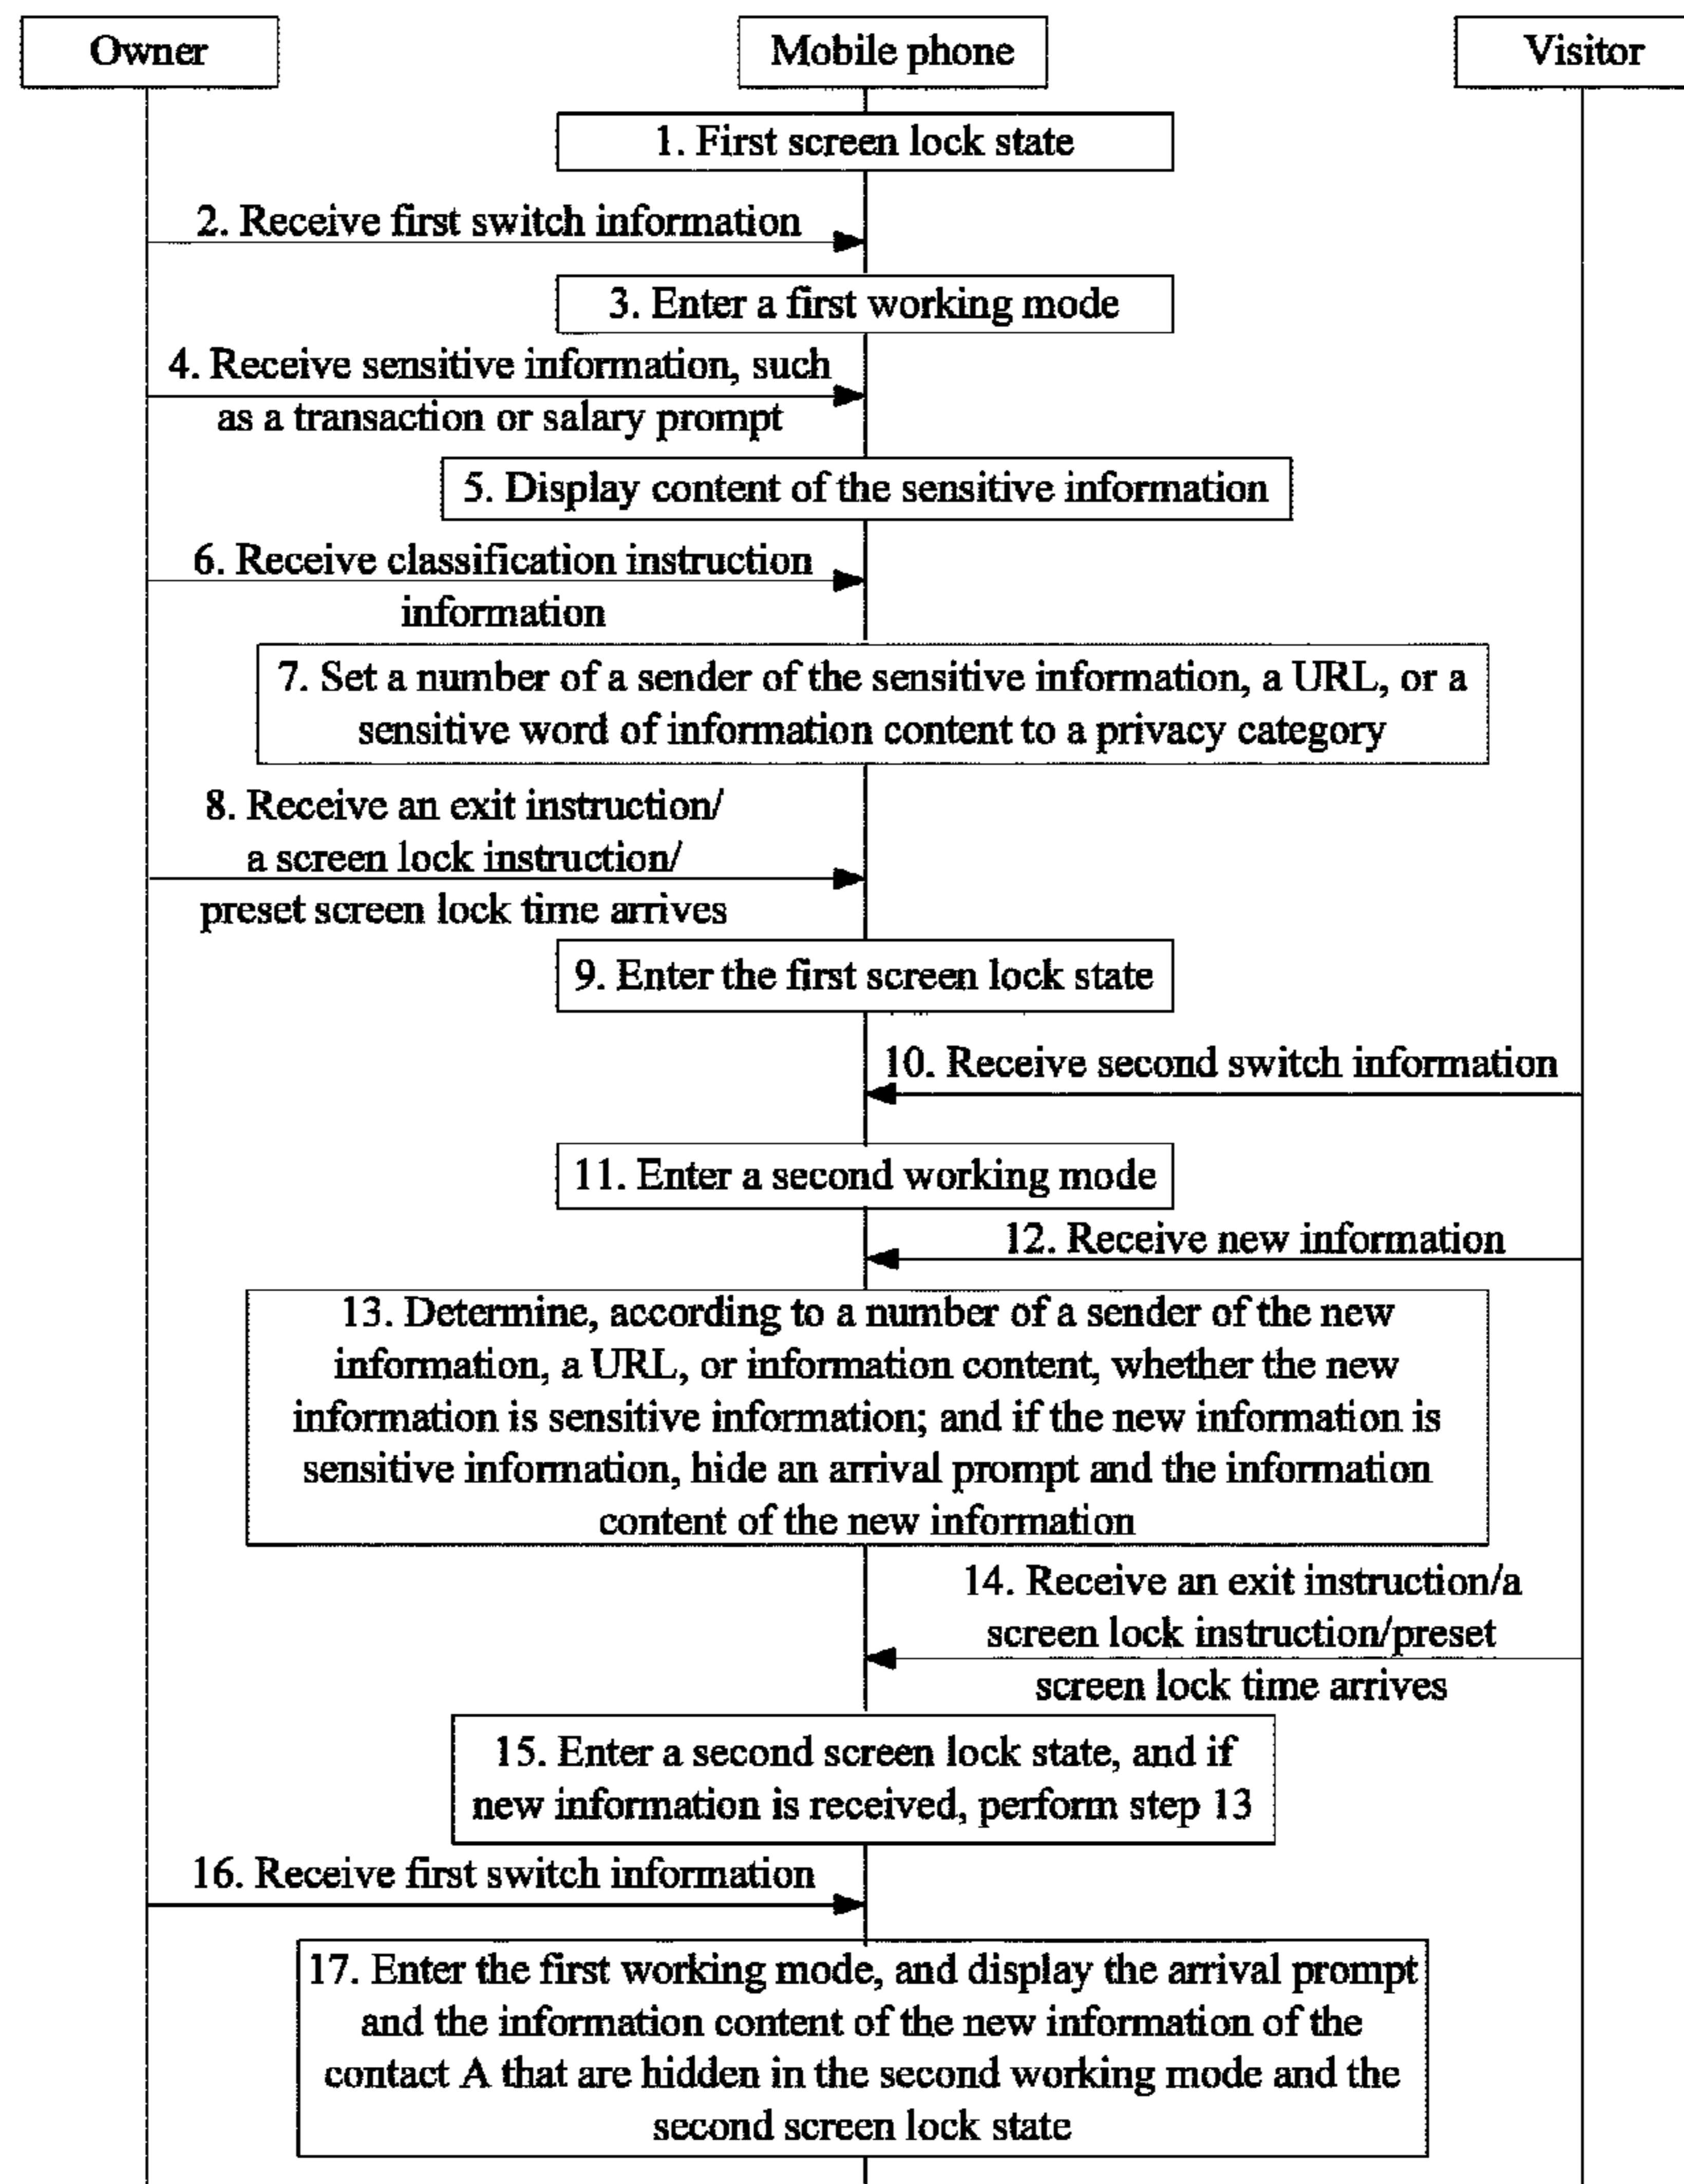 Owner
Mobile phone
Visitor
1. First screen lock state
2. Receive first switch information
3. Enter a first working mode
4. Receive sensitive information, such
as a transaction or salary prompt
5. Display content of the sensitive information
6. Receive classification instruction
information
7. Set a number of a sender of the sensitive information, a URL, or a
sensitive word of information content to a privacy category
8. Receive an exit instruction/
a screen lock instruction/
preset screen lock time arrives
9. Enter the first screen lock state
10. Receive second switch information
11. Enter a second working mode
12. Receive new information
13. Determine, according to a number of a sender of the new
information, a URL, or information content, whether the new
information is sensitive information; and if the new information is
sensitive information, hide an arrival prompt and the information
content of the new information
14. Receive an exit instruction/a
screen lock instruction/preset
screen lock time arrives
15. Enter a second screen lock state, and if
new information is received, perform step 13
16. Receive first switch information
17. Enter the first working mode, and display the arrival prompt
and the information content of the new information of the
contact A that are hidden in the second working mode and the
second screen lock state